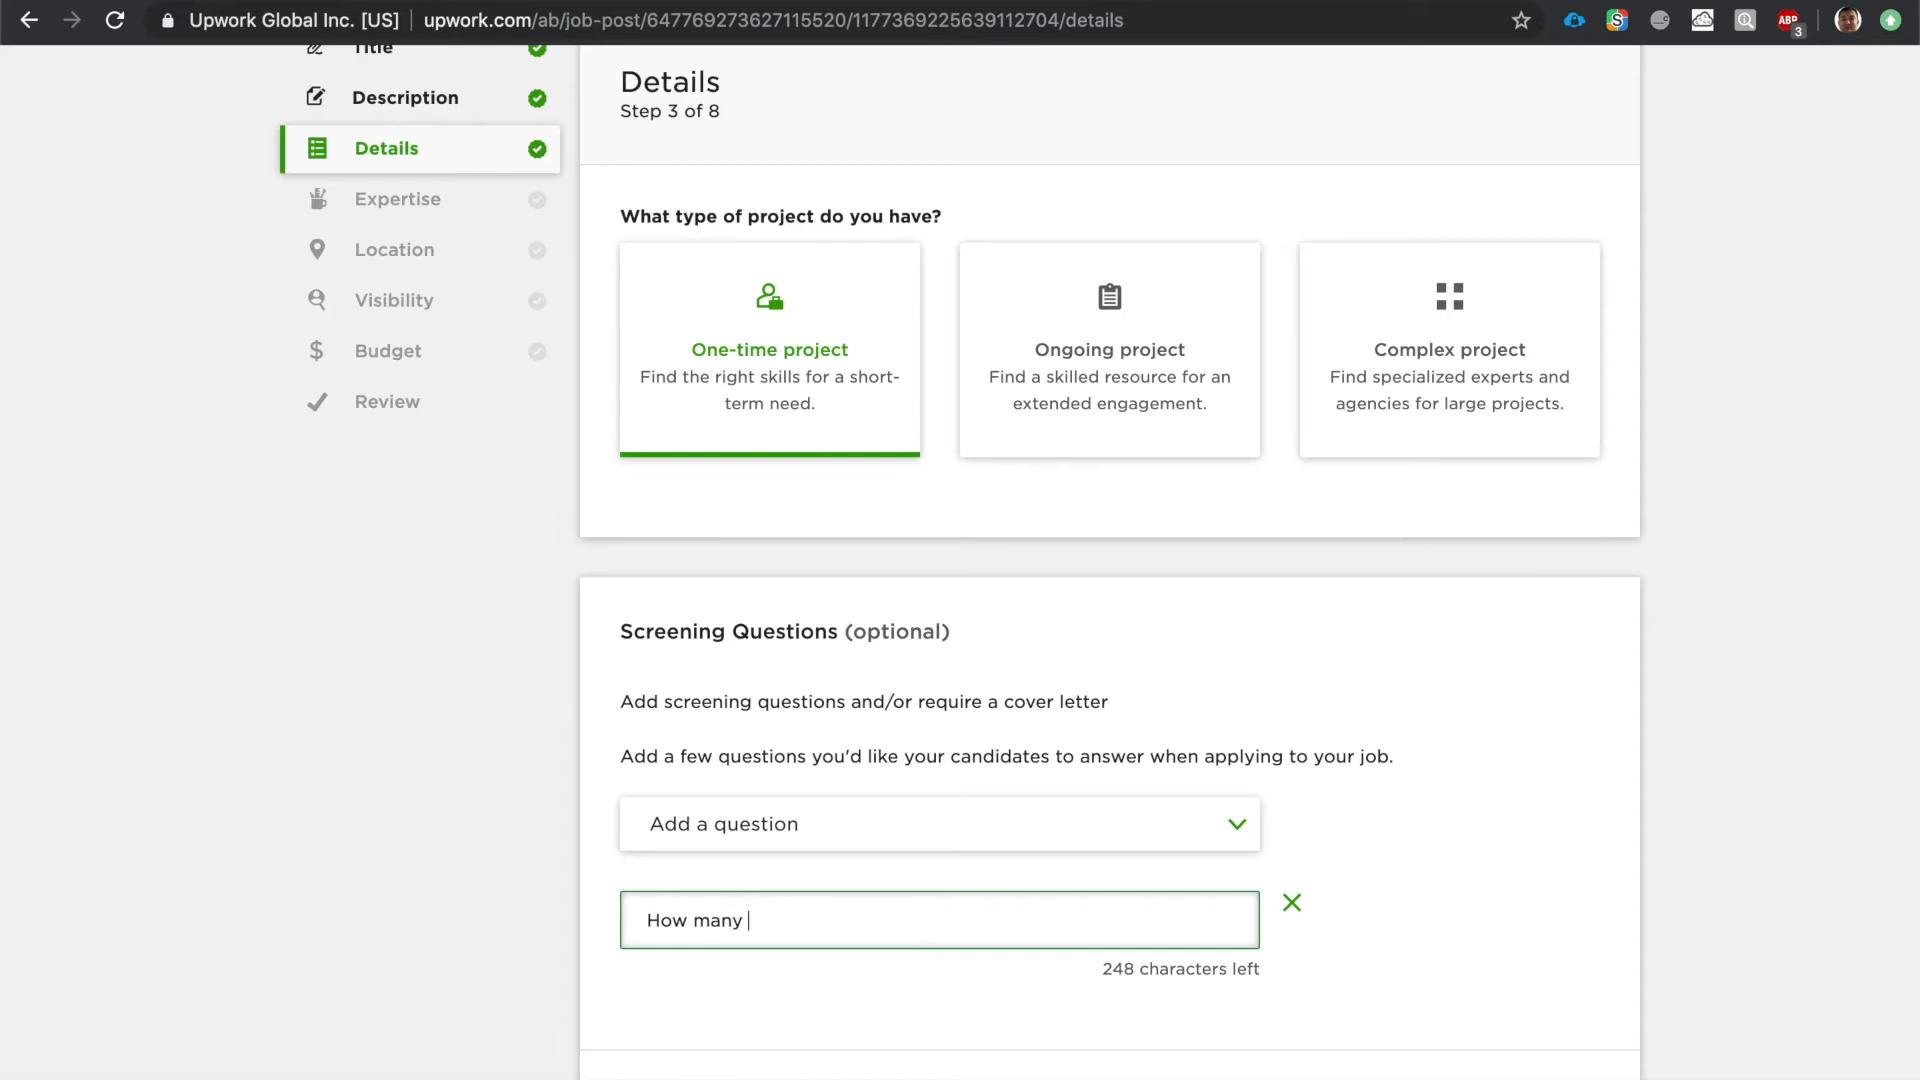 Upwork Global Inc. [US]
upwork.com/ab/job-post/647769273627115520/1177369225639112704/details
S
ABP
3
Title
Description
Details
Expertise
Location
Visibility
Budget
Review
Details
Step 3 of 8
What type of project do you have?
One-time project
Find the right skills for a short-
term need.
Ongoing project
Find a skilled resource for an
extended engagement.
Complex project
Find specialized experts and
agencies for large projects.
Screening Questions (optional)
Add screening questions and/or require a cover letter
Add a few questions you'd like your candidates to answer when applying to your job.
Add a question
How many
248 characters left